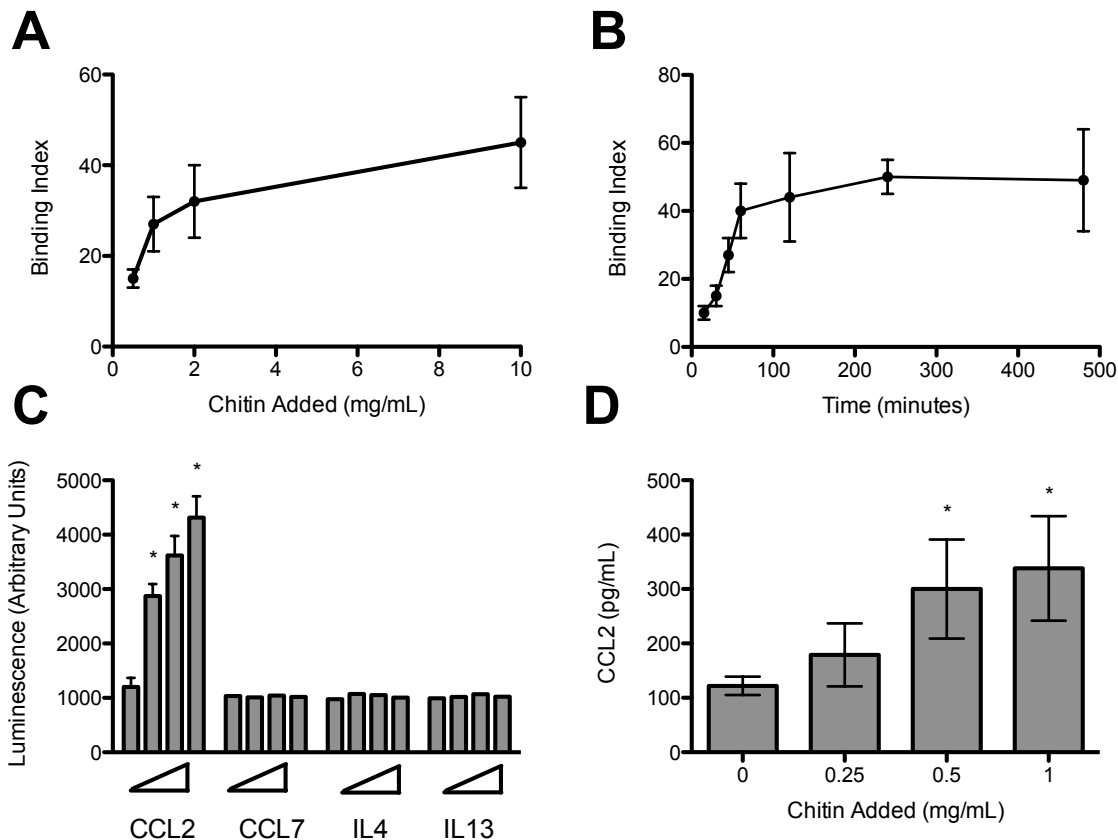 A
60
40
20
0
Binding Index
0 2 4 6 8 10
Chitin Added (mg/mL)
B
80
60
40
20
0
Binding Index
0 100 200 300 400 500
Time (minutes)
C
5000
4000
3000
2000
1000
0
Luminescence (Arbitrary Units)
* * *
CCL2 CCL7 IL4 IL13
D
500
400
300
200
100
0
CCL2 (pg/mL)
* *
0 0.25 0.5 1
Chitin Added (mg/mL)